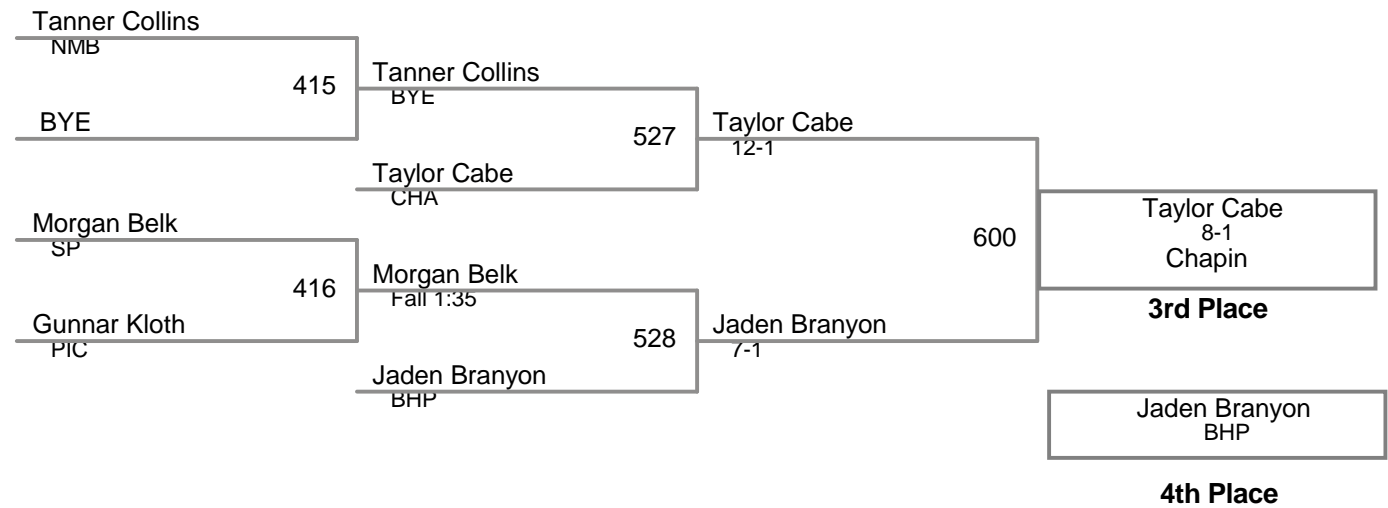 Tanner Collins
NMB
415
Tanner Collins
BYE
BYE
527
Taylor Cabe
12-1
Taylor Cabe
CHA
Morgan Belk
SP
600
Taylor Cabe
8-1
Chapin
3rd Place
416
Morgan Belk
Fall 1:35
Gunnar Kloth
PIC
528
Jaden Branyon
7-1
Jaden Branyon
BHP
Jaden Branyon
BHP
4th Place